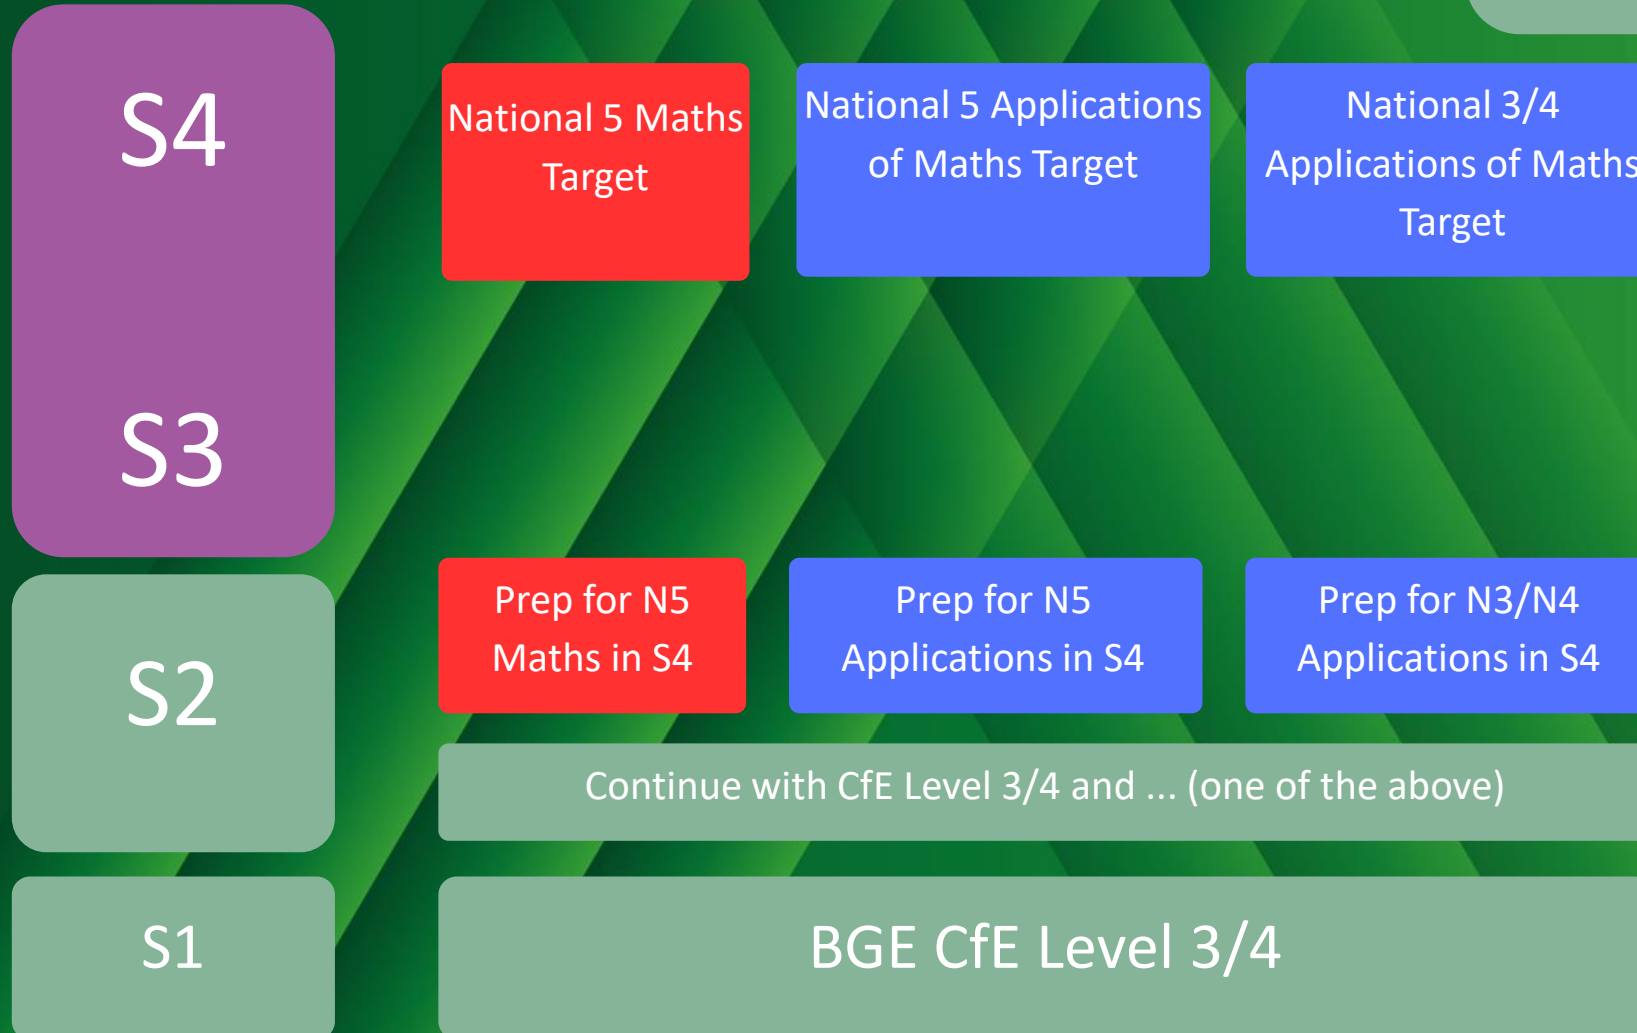 S4
National 5 Maths
Target
National 5 Applications
of Maths Target
National 3/4
Applications of Maths
Target
S3
S2
Prep for N5
Maths in S4
Prep for N5
Applications in S4
Prep for N3/N4
Applications in S4
Continue with CfE Level 3/4 and ... (one of the above)
S1
BGE CfE Level 3/4